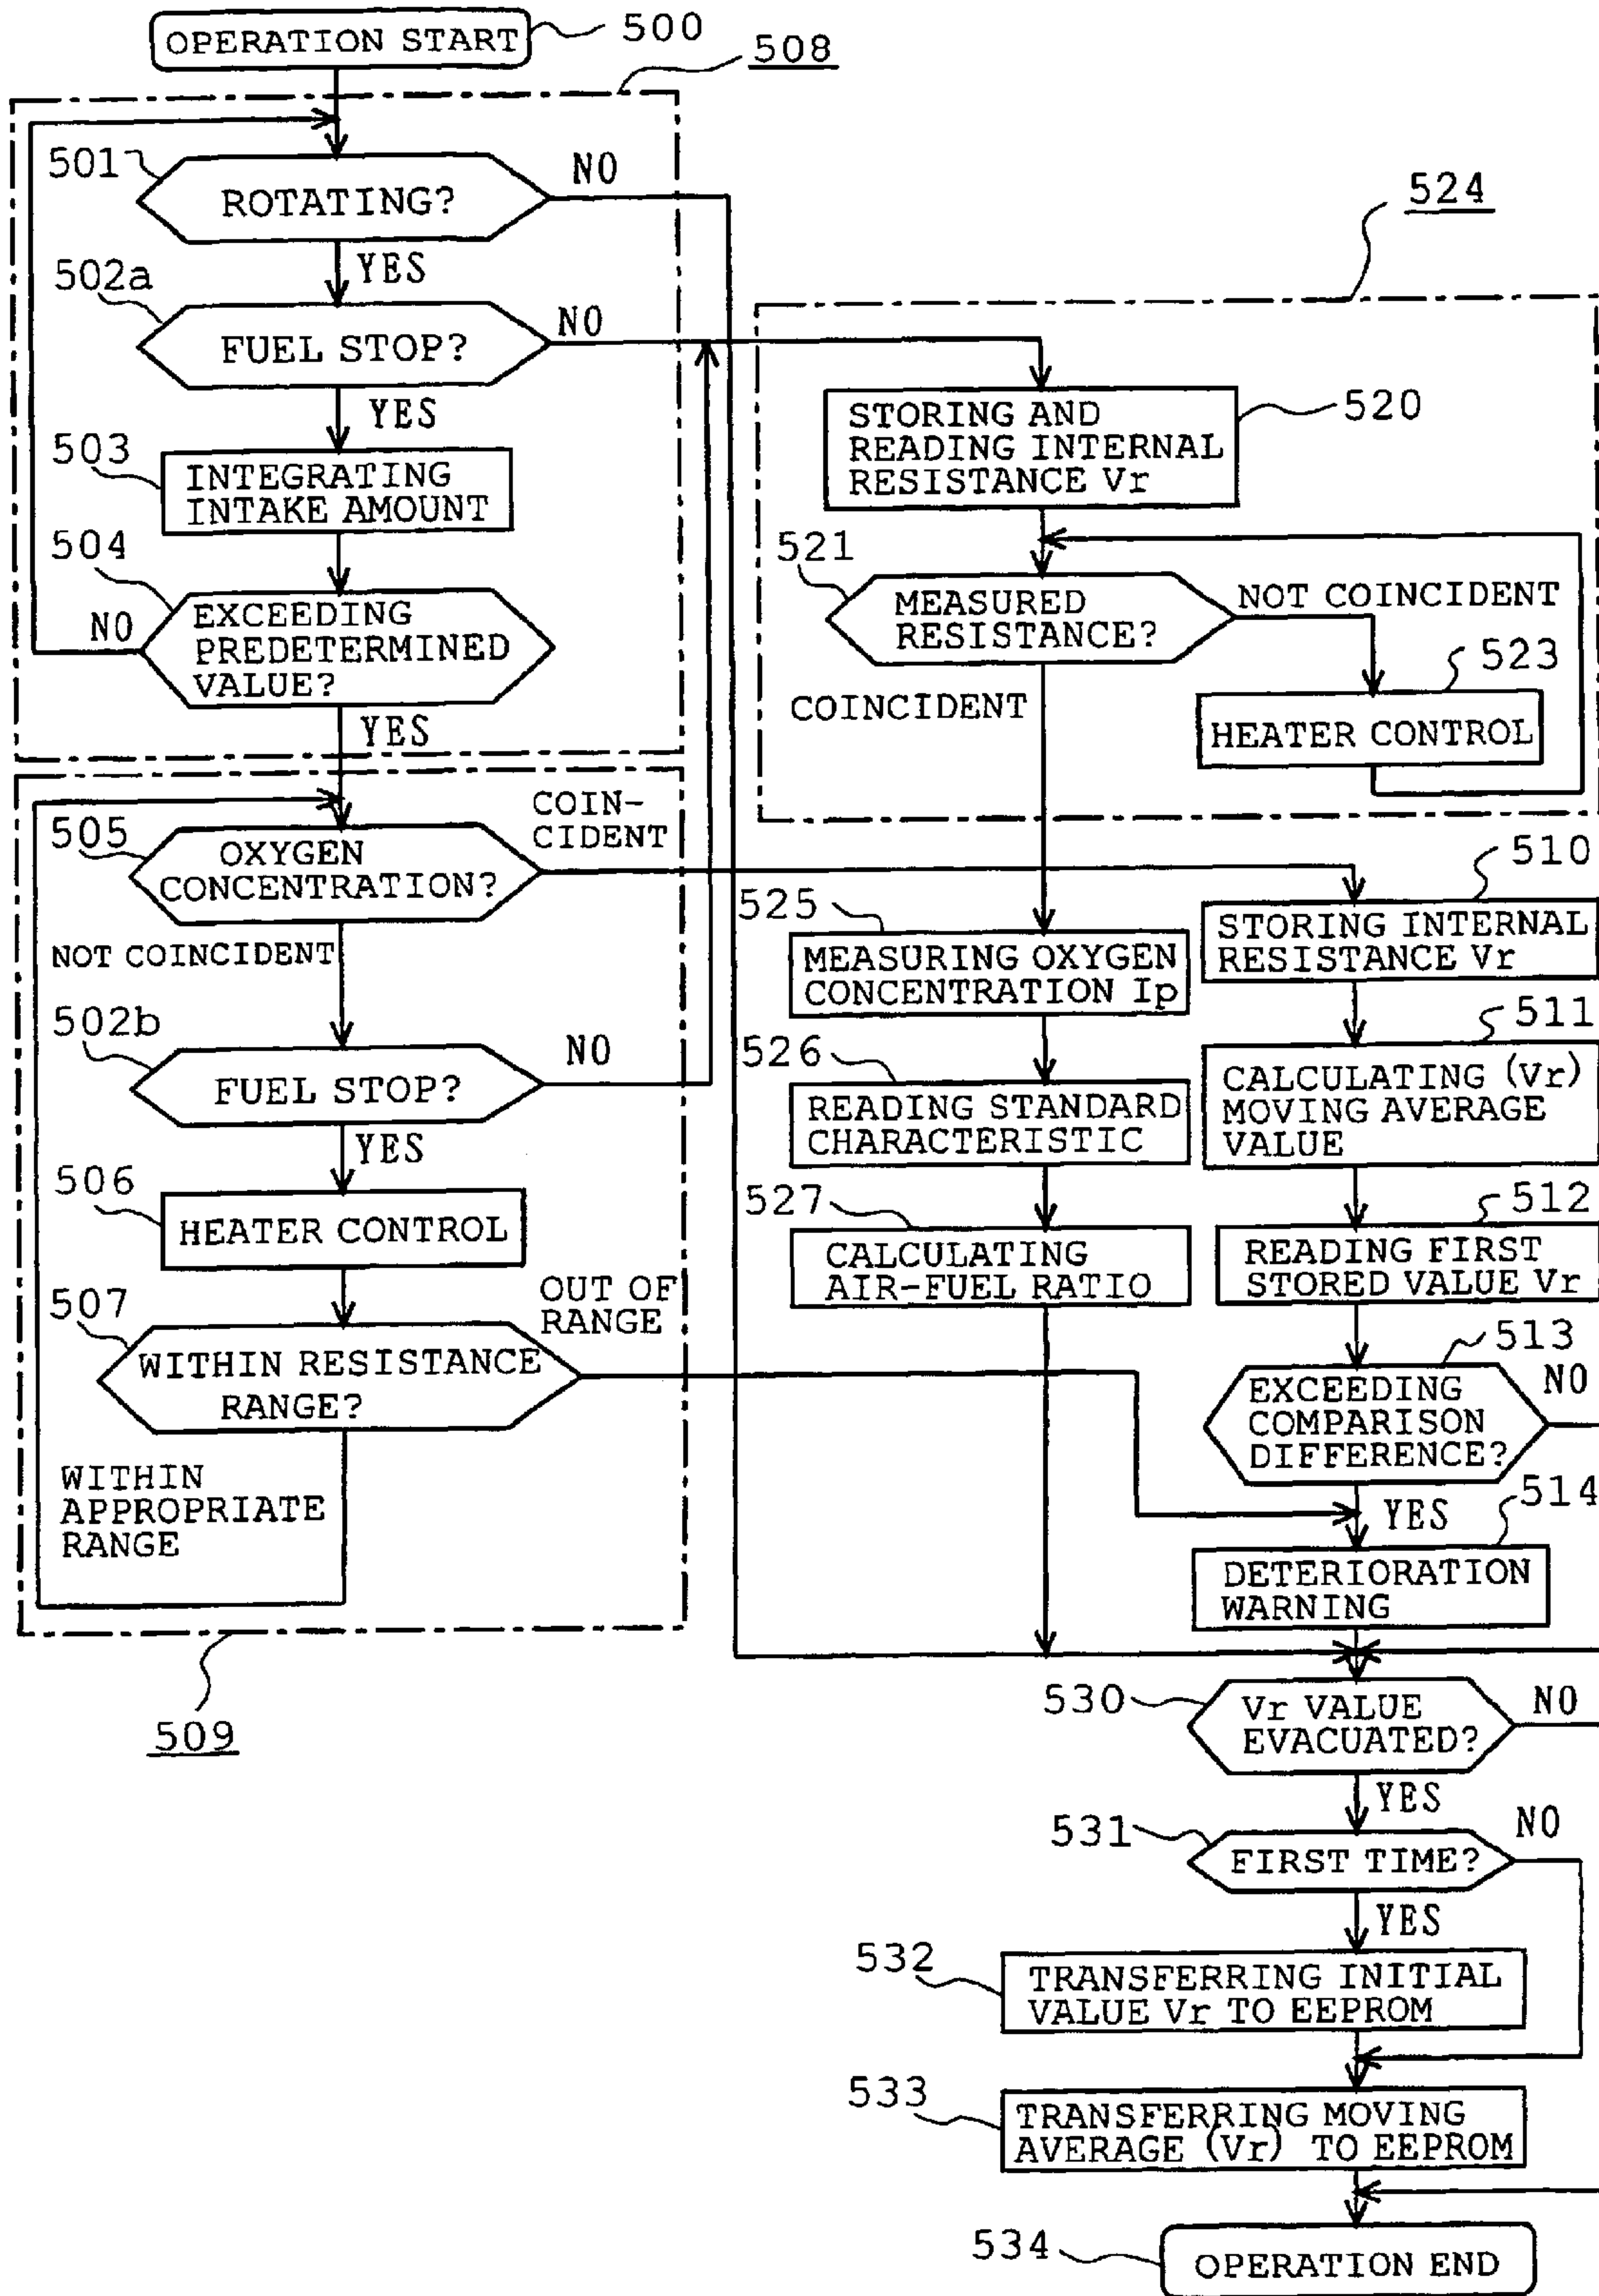 OPERATION START
500
508
501
ROTATING?
NO
YES
502a
FUEL STOP?
NO
YES
503
INTEGRATING
INTAKE AMOUNT
504
NO
EXCEEDING
PREDETERMINED
VALUE?
YES
505
OXYGEN
CONCENTRATION?
COIN-
CIDENT
NOT COINCIDENT
502b
FUEL STOP?
NO
YES
506
HEATER CONTROL
507
WITHIN RESISTANCE
RANGE?
OUT OF
RANGE
WITHIN
APPROPRIATE
RANGE
509
524
STORING AND
READING INTERNAL
RESISTANCE Vr
520
521
MEASURED
RESISTANCE?
NOT COINCIDENT
523
HEATER CONTROL
COINCIDENT
525
MEASURING OXYGEN
CONCENTRATION Ip
526
READING STANDARD
CHARACTERISTIC
527
CALCULATING
AIR-FUEL RATIO
510
STORING INTERNAL
RESISTANCE Vr
511
CALCULATING (Vr)
MOVING AVERAGE
VALUE
512
READING FIRST
STORED VALUE Vr
513
EXCEEDING
COMPARISON
DIFFERENCE?
NO
YES
514
DETERIORATION
WARNING
530
Vr VALUE
EVACUATED?
NO
YES
531
FIRST TIME?
NO
YES
532
TRANSFERRING INITIAL
VALUE Vr TO EEPROM
533
TRANSFERRING MOVING
AVERAGE (Vr) TO EEPROM
534
OPERATION END